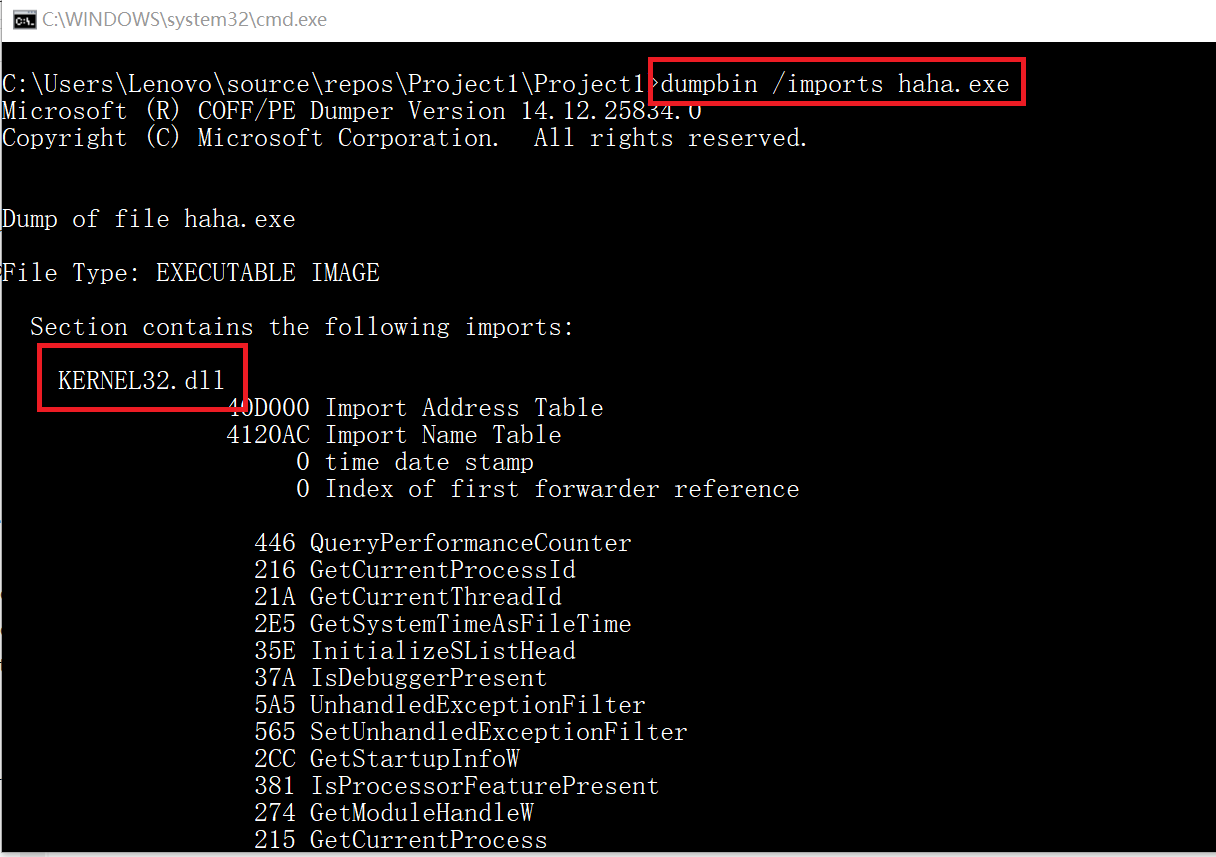 C:\WINDOWS\system32\cmd.exe
C:\Users\Lenovo\source\repos\Project1\Project1>dumpbin /imports haha.exe
Microsoft (R) COFF/PE Dumper Version 14.12.25834.0
Copyright (C) Microsoft Corporation.  All rights reserved.
Dump of file haha.exe
File Type: EXECUTABLE IMAGE
Section contains the following imports:
KERNEL32.dll
40D000 Import Address Table
4120AC Import Name Table
0 time date stamp
0 Index of first forwarder reference
446 QueryPerformanceCounter
216 GetCurrentProcessId
21A GetCurrentThreadId
2E5 GetSystemTimeAsFileTime
35E InitializeSListHead
37A IsDebuggerPresent
5A5 UnhandledExceptionFilter
565 SetUnhandledExceptionFilter
2CC GetStartupInfoW
381 IsProcessorFeaturePresent
274 GetModuleHandleW
215 GetCurrentProcess